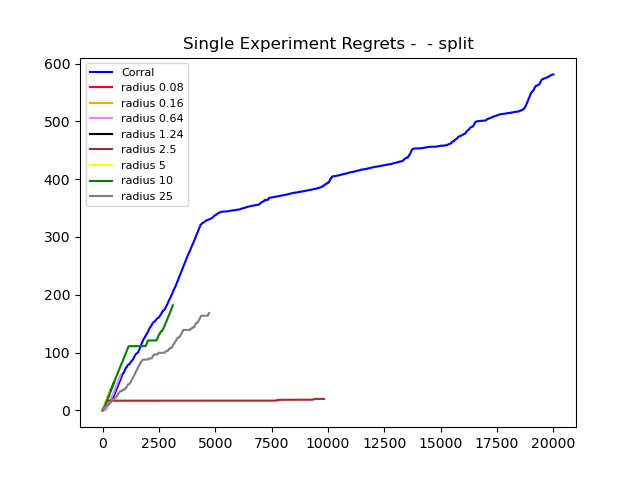 Single Experiment Regrets -  - split
600
500
400
300
200
100
0
Corral
radius 0.08
radius 0.16
radius 0.64
radius 1.24
radius 2.5
radius 5
radius 10
radius 25
0 2500 5000 7500 10000 12500 15000 17500 20000